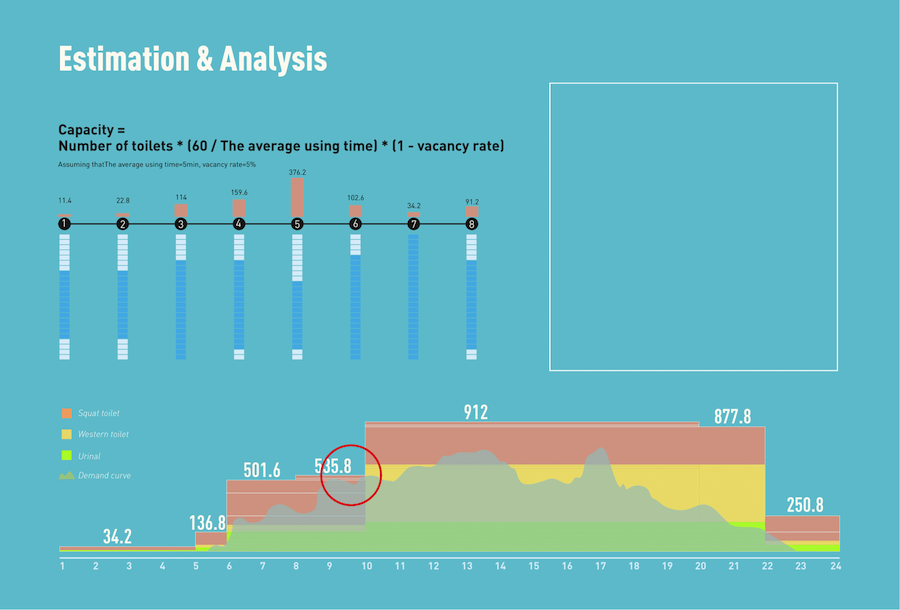 Estimation & Analysis
Capacity =
Number of toilets * (60 / The average using time) * (1 - vacancy rate)
Assuming thatThe average using time=5min, vacancy rate=5%
11.4 22.8 114 159.6 376.2 102.6 34.2 91.2
1 2 3 4 5 6 7 8
Squat toilet
Western toilet
Urinal
Demand curve
34.2 136.8 501.6 535.8 912 877.8 250.8
1 2 3 4 5 6 7 8 9 10 11 12 13 14 15 16 17 18 19 20 21 22 23 24